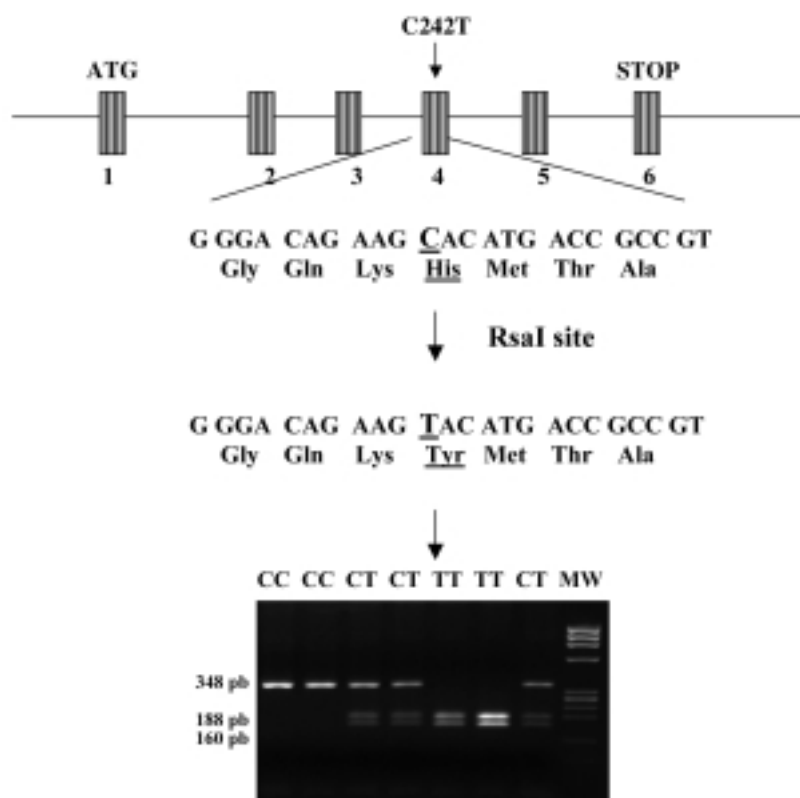 C242T
ATG STOP
1 2 3 4 5 6
G GGA CAG AAG CAC ATG ACC GCC GT
Gly Gln Lys His Met Thr Ala
RsaI site
G GGA CAG AAG TAC ATG ACC GCC GT
Gly Gln Lys Tyr Met Thr Ala
CC CC CT CT TT TT CT MW
348 pb
188 pb
160 pb